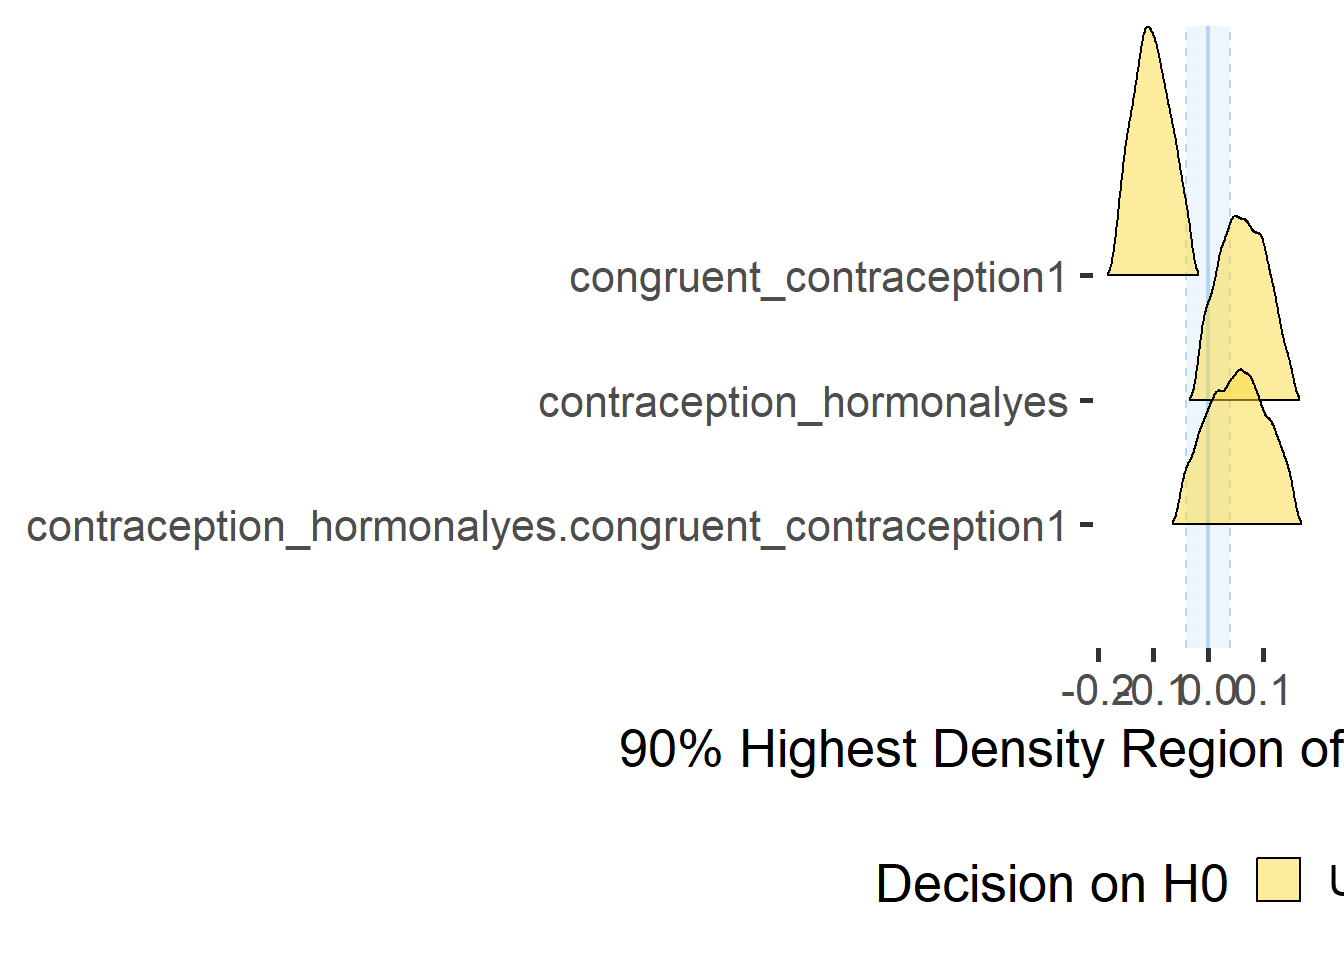 congruent_contraception1
contraception_hormonalyes
contraception_hormonalyes.congruent_contraception1
-0.2 -0.1 0.0 0.1
90% Highest Density Region of
Decision on H0